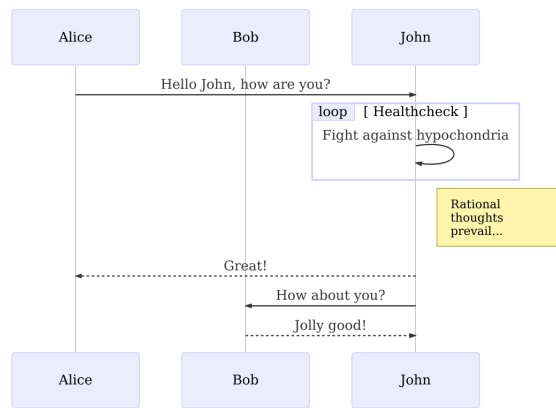 Alice
Bob
John
Hello John, how are you?
loop [ Healthcheck ]
Fight against hypochondria
Rational
thoughts
prevail...
Great!
How about you?
Jolly good!
Alice
Bob
John